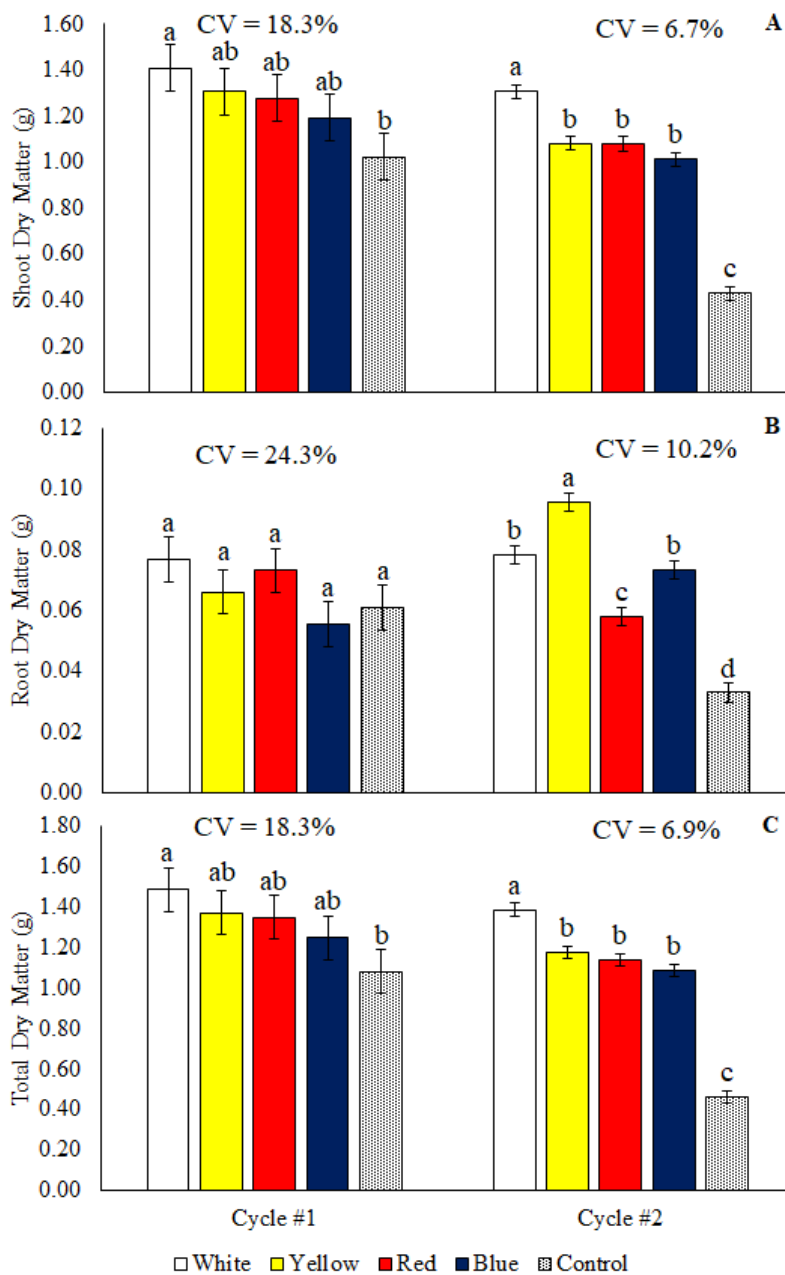 A
CV = 18.3% CV = 6.7%
Shoot Dry Matter (g)
1.60
1.40
1.20
1.00
0.80
0.60
0.40
0.20
0.00
a ab ab ab b
a b b b c
B
CV = 24.3% CV = 10.2%
Root Dry Matter (g)
0.12
0.10
0.08
0.06
0.04
0.02
0.00
a a a a a
b a c b d
C
CV = 18.3% CV = 6.9%
Total Dry Matter (g)
1.80
1.60
1.40
1.20
1.00
0.80
0.60
0.40
0.20
0.00
a ab ab ab b
a b b b c
Cycle #1 Cycle #2
White Yellow Red Blue Control